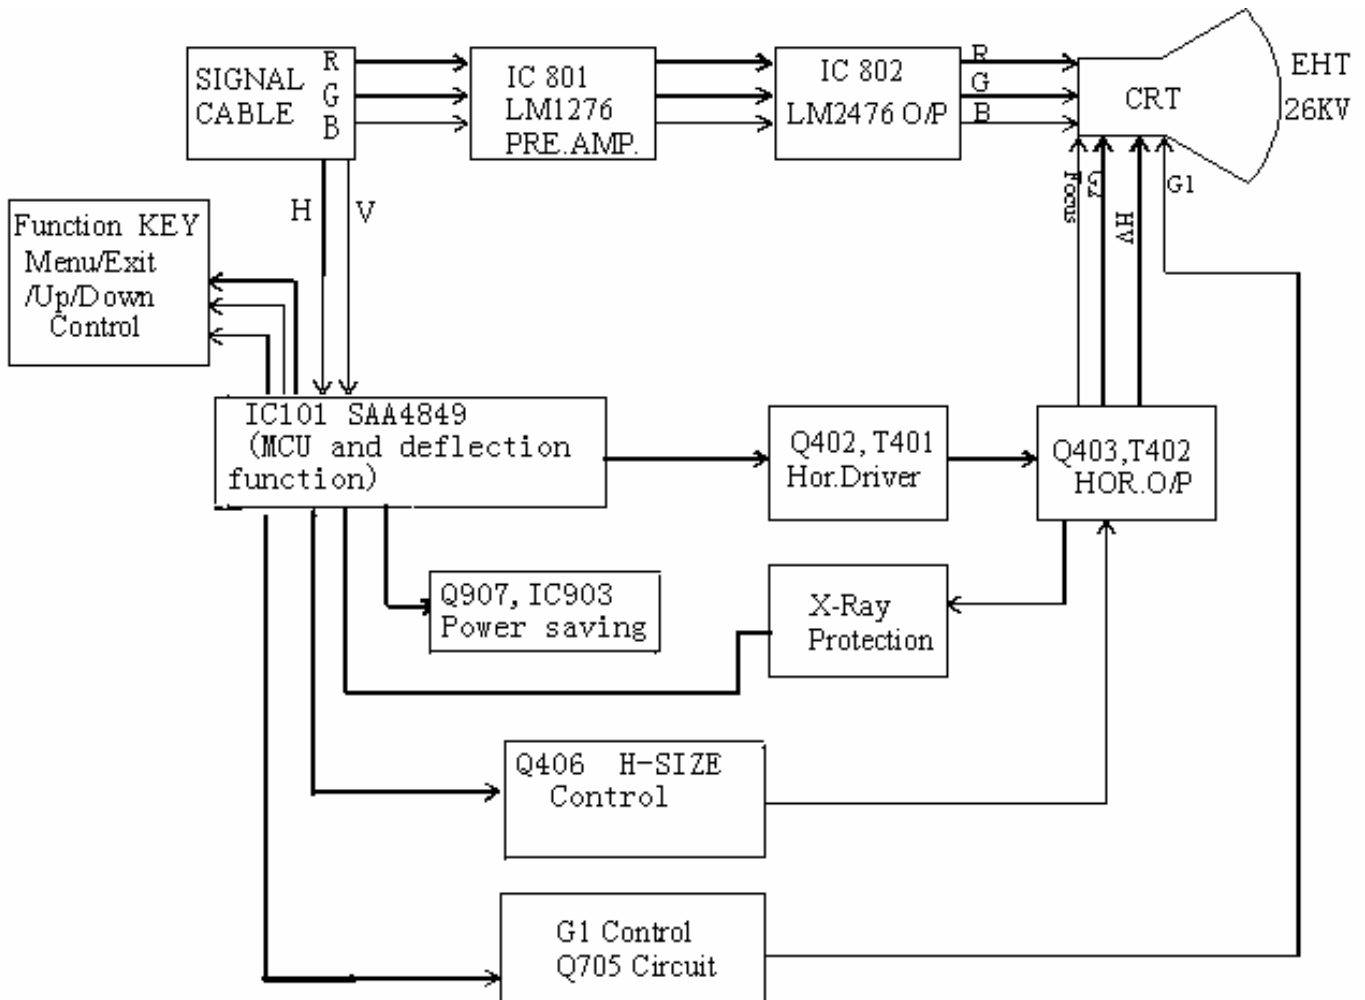 SIGNAL
CABLE
R
G
B
IC 801
LM1276
PRE.AMP.
IC 802
LM2476 O/P
R
G
B
CRT
EHT
26KV
Focus
G2
HV
G1
H
V
Function KEY
Menu/Exit
/Up/Down
Control
IC101 SAA4849
(MCU and deflection
function)
Q402, T401
Hor.Driver
Q403,T402
HOR.O/P
Q907, IC903
Power saving
X-Ray
Protection
Q406 H-SIZE
Control
G1 Control
Q705 Circuit